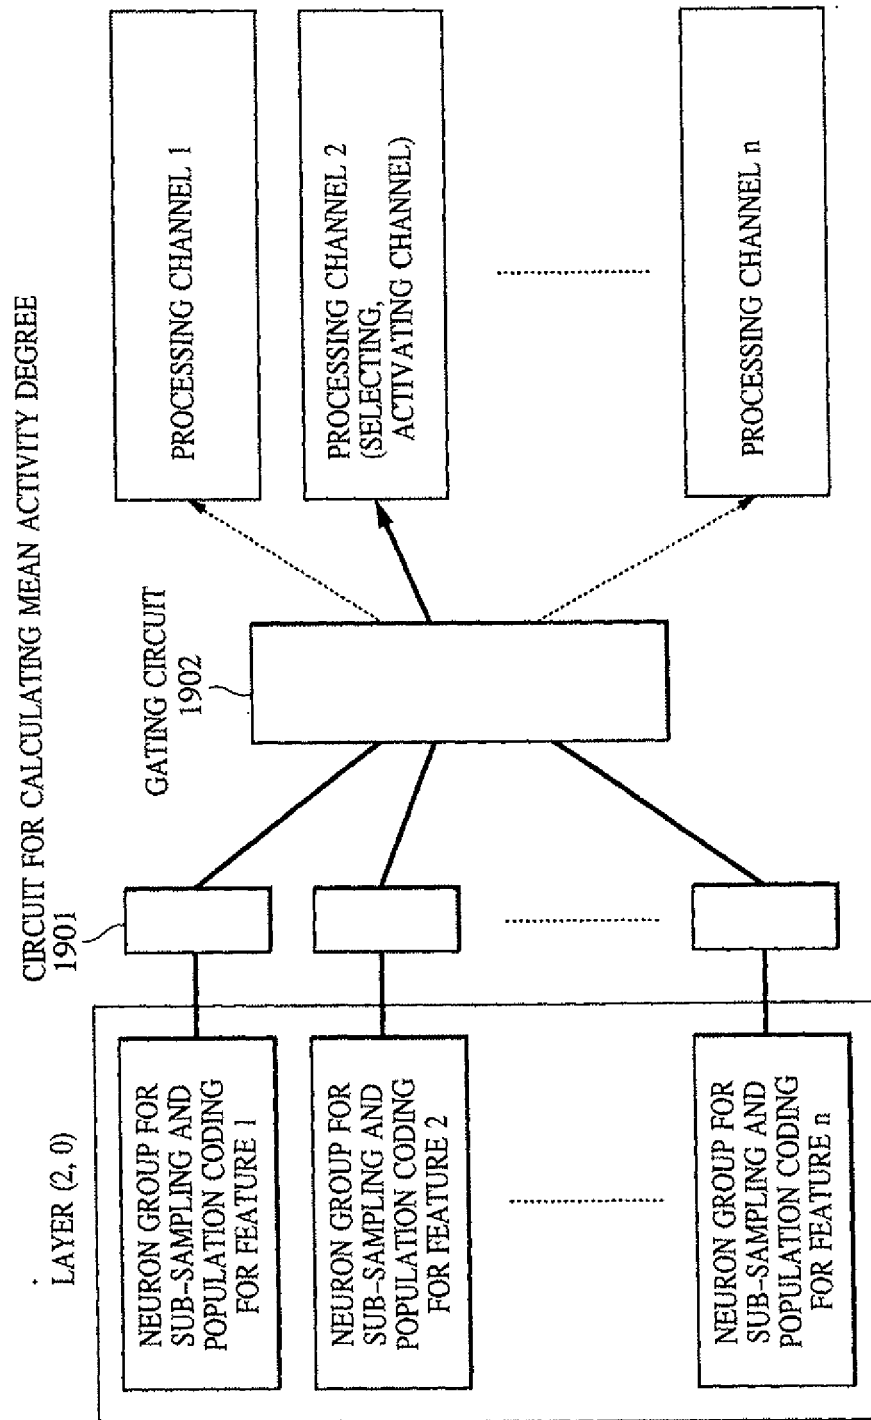 CIRCUIT FOR CALCULATING MEAN ACTIVITY DEGREE
1901
LAYER (2, 0)
GATING CIRCUIT
1902
NEURON GROUP FOR
SUB-SAMPLING AND
POPULATION CODING
FOR FEATURE 1
NEURON GROUP FOR
SUB-SAMPLING AND
POPULATION CODING
FOR FEATURE 2
NEURON GROUP FOR
SUB-SAMPLING AND
POPULATION CODING
FOR FEATURE n
PROCESSING CHANNEL 1
PROCESSING CHANNEL 2
(SELECTING,
ACTIVATING CHANNEL)
PROCESSING CHANNEL n